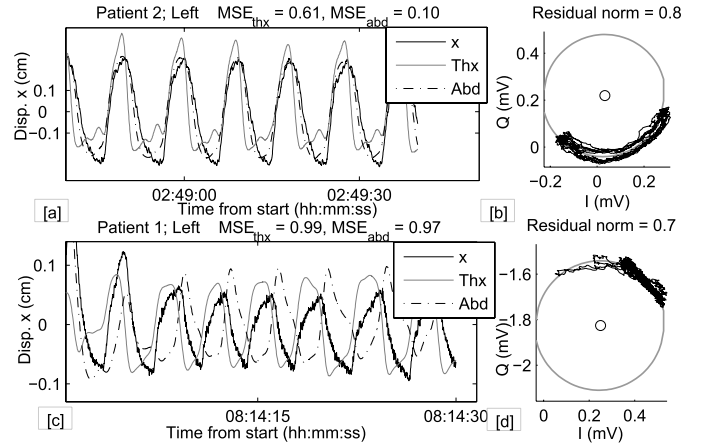 Patient 2; Left MSE_thx = 0.61, MSE_abd = 0.10
Disp. x (cm)
0.1
0
−0.1
x
Thx
Abd
02:49:00
02:49:30
Time from start (hh:mm:ss)
[a]
Residual norm = 0.8
Q (mV)
0.4
0.2
0
−0.2
0
0.2
I (mV)
[b]
Patient 1; Left MSE_thx = 0.99, MSE_abd = 0.97
Disp. x (cm)
0.1
0
−0.1
x
Thx
Abd
08:14:15
08:14:30
Time from start (hh:mm:ss)
[c]
Residual norm = 0.7
Q (mV)
−1.6
−1.8
−2
0
0.2
0.4
I (mV)
[d]